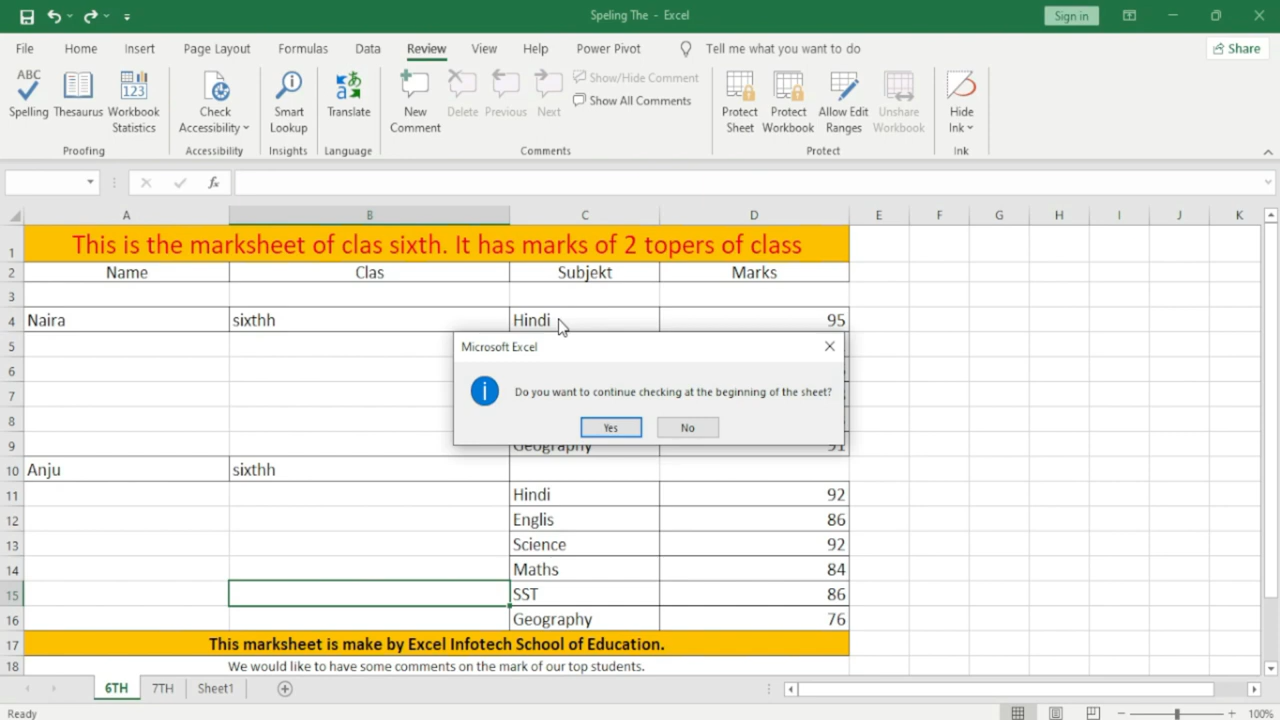 Speling The - Excel
Sign in
File Home Insert Page Layout Formulas Data Review View Help Power Pivot Tell me what you want to do Share
ABC
123
Spelling Thesaurus Workbook Statistics
Check Accessibility
Smart Lookup
Translate
New Comment
Delete Previous Next
Show/Hide Comment
Show All Comments
Protect Sheet
Protect Workbook
Allow Edit Ranges
Unshare Workbook
Hide Ink
Proofing Accessibility Insights Language Comments Protect Ink
fx
A B C D E F G H I J K
1 This is the marksheet of clas sixth. It has marks of 2 topers of class
2 Name Clas Subjekt Marks
3
4 Naira sixthh Hindi 95
5
Microsoft Excel
6
Do you want to continue checking at the beginning of the sheet?
7
8
Yes No
9 Geography 91
10 Anju sixthh
11 Hindi 92
12 Englis 86
13 Science 92
14 Maths 84
15 SST 86
16 Geography 76
17 This marksheet is make by Excel Infotech School of Education.
18 We would like to have some comments on the mark of our top students.
6TH 7TH Sheet1
Ready
100%